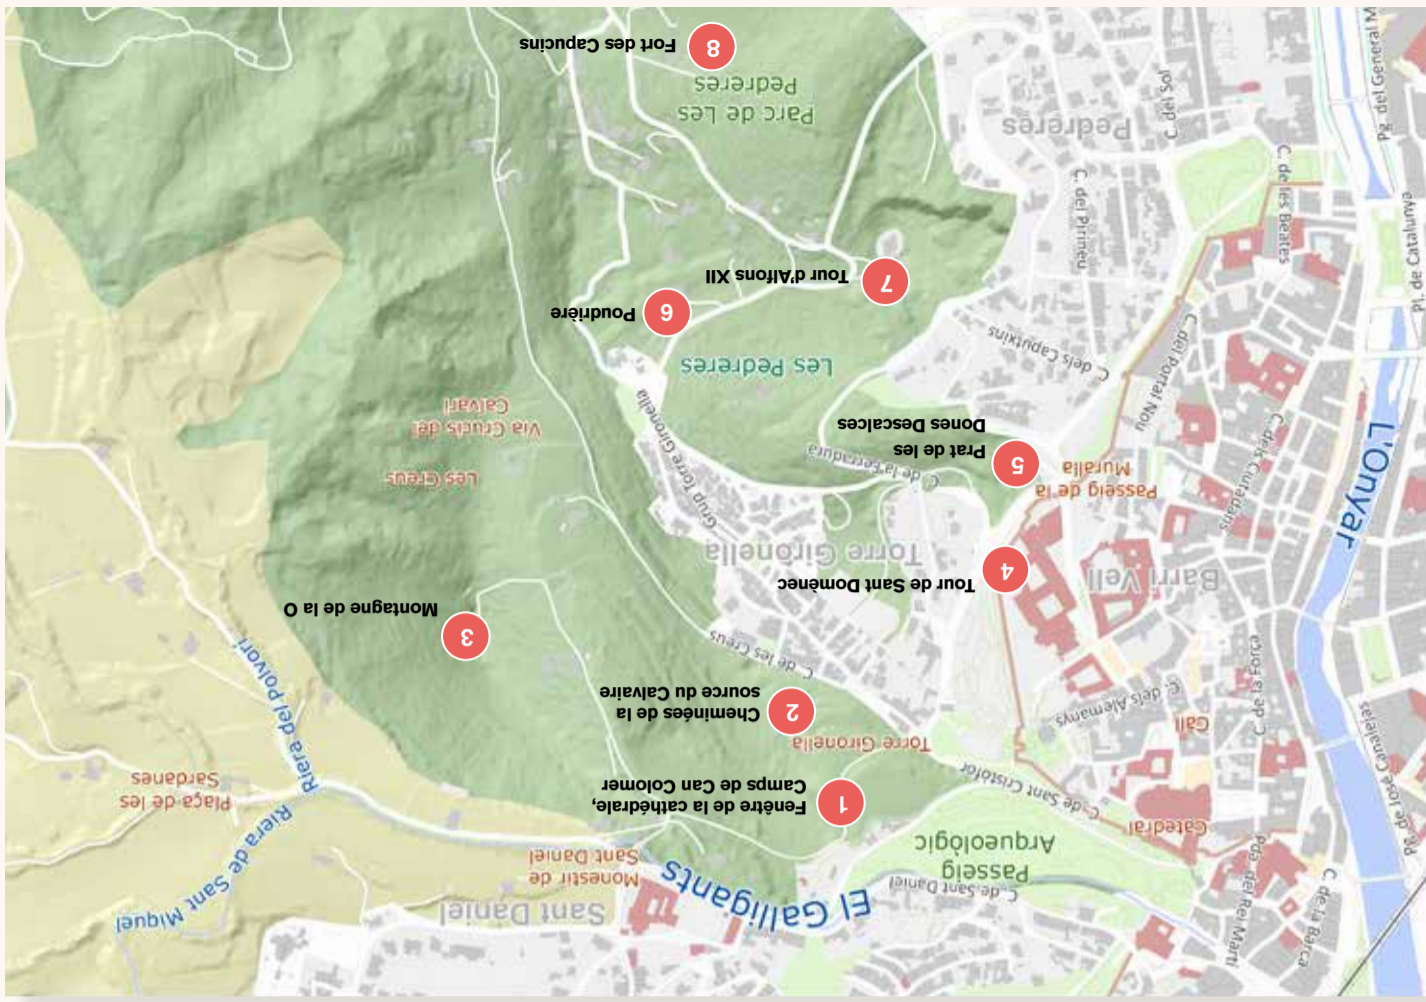 C. de la Barca
Pda. del Rei Martí
C. de Sant Daniel
El Galligants
Sant Daniel
Riera de Sant Miquel
Passeig
Arqueològic
Monestir de
Sant Daniel
Pg. de José Canalejas
Catedral
C. de Sant Cristòfor
1
Fenêtre de la cathédrale,
Camps de Can Colomer
Plaça de les
Sardanes
Riera del Polvorí
Call
C. de la Força
C. dels Alemanys
Torre Gironella
2
Cheminées de la
source du Calvaire
C. de les Creus
3
Montagne de la O
Barri Vell
4
Tour de Sant Domènec
Torre Gironella
Grup Torre Gironella
L'Onyar
C. dels Ciutadans
Passeig de la
Muralla
5
Prat de les
Dones Descalces
C. de la Ferradura
Les Creus
Via Crucis del
Calvari
C. del Portal Nou
C. dels Caputxins
Les Pedreres
6
Poudrière
7
Tour d'Alfons XII
Pl. de Catalunya
C. de les Beates
C. del Pirineu
Pedreres
C. del Sol
Pg. del General M
Parc de Les
Pedreres
8
Fort des Capucins